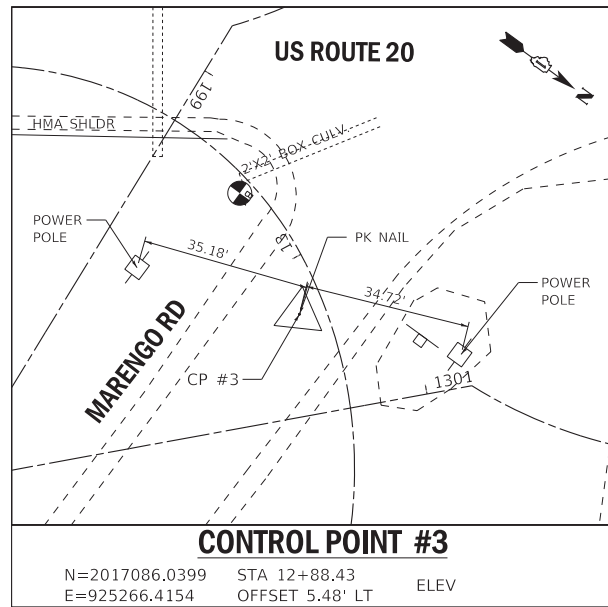 US ROUTE 20
N
199
HMA SHLDR
2'X2' BOX CULV
POWER
POLE
35.18'
18
PK NAIL
34.72'
POWER
POLE
MARENGO RD
CP #3
1301
CONTROL POINT #3
N=2017086.0399 STA 12+88.43 ELEV
E=925266.4154 OFFSET 5.48' LT